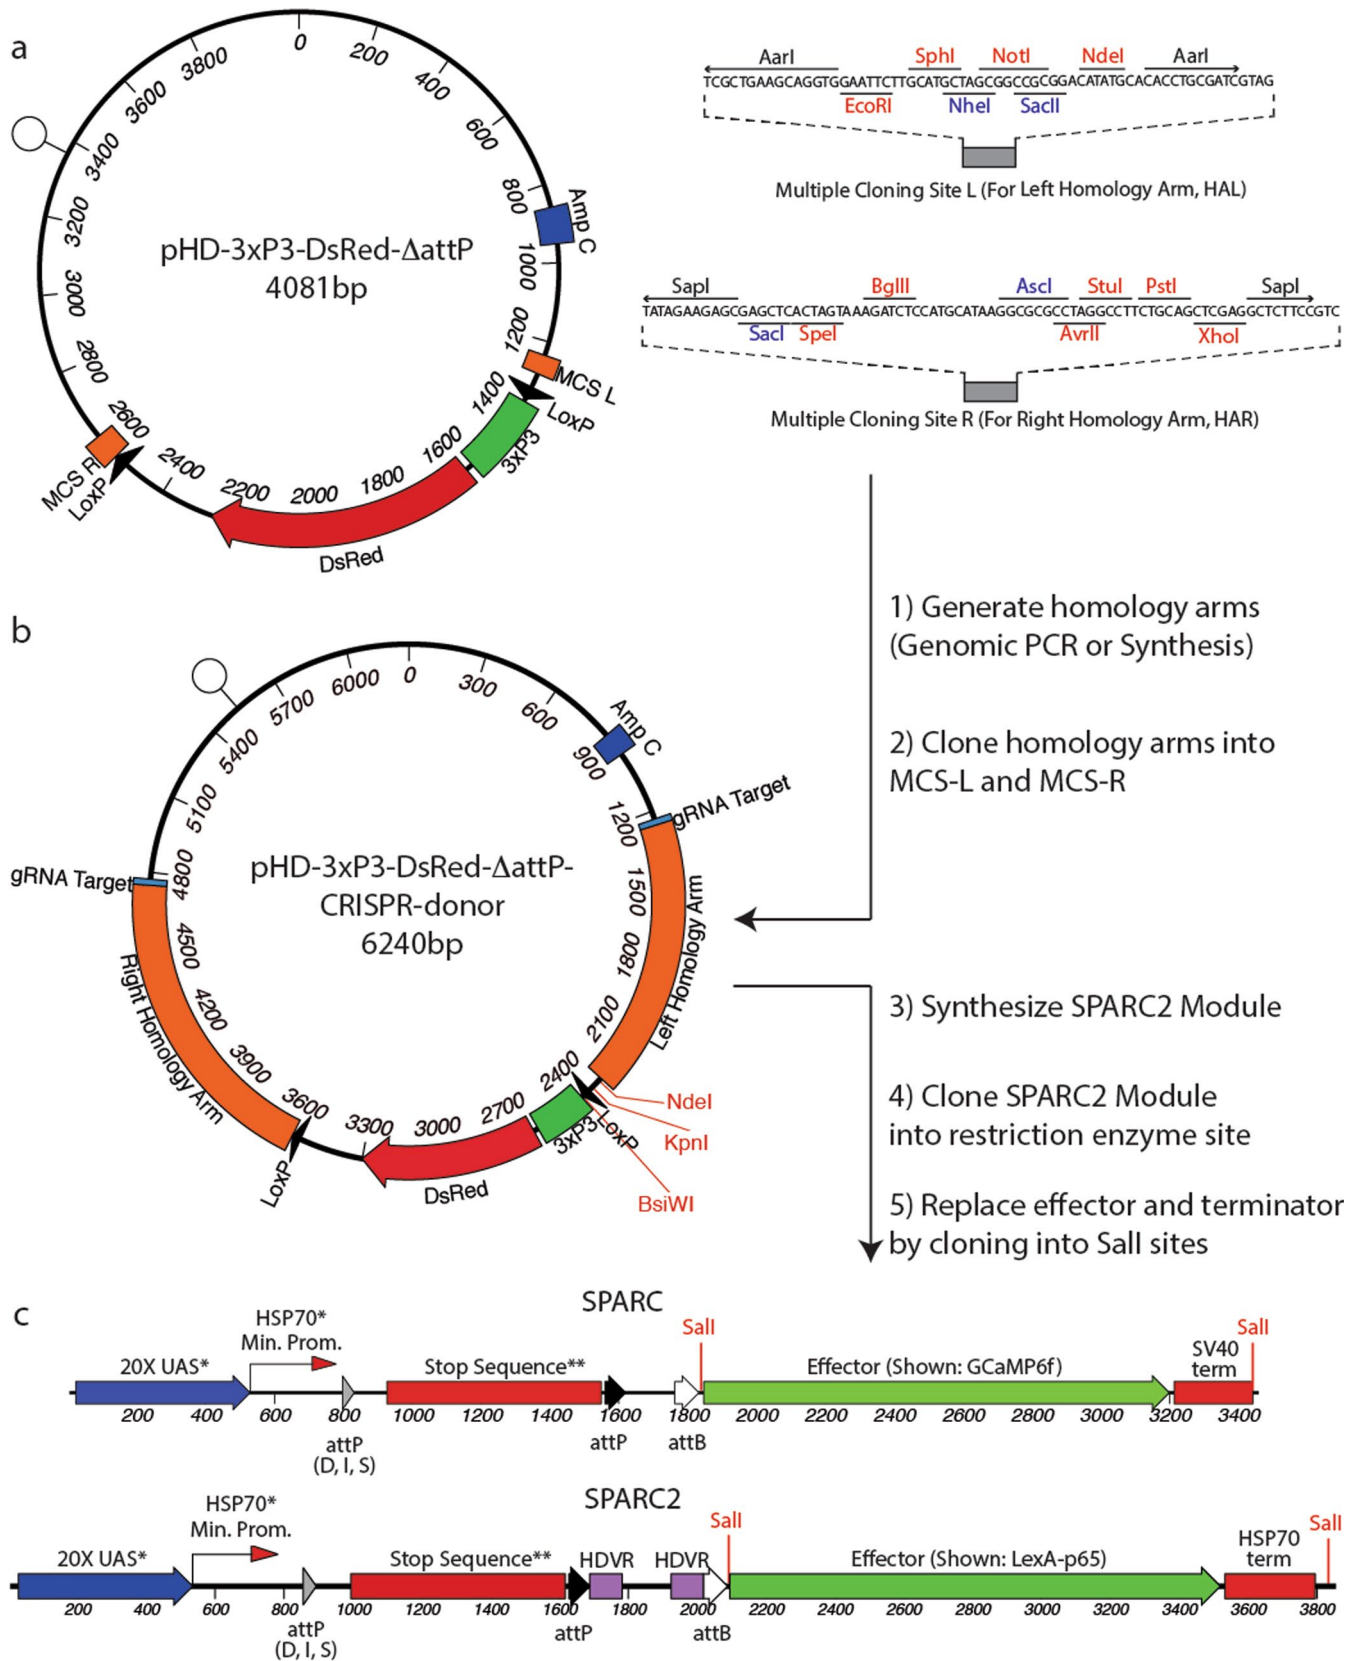 a
0
200
400
600
800
1000
1200
1400
1600
1800
2000
2200
2400
2600
2800
3000
3200
3400
3600
3800
Amp C
MCS L
LoxP
3xP3
DsRed
MCS R
LoxP
pHD-3xP3-DsRed-ΔattP
4081bp
AarI SphI NotI NdeI AarI
TCGCTGAAGCAGGTGGAATTCTTGCATGCTAGCGGCCGCGGACATATGCACACCTGCGATCGTAG
EcoRI NheI SacII
Multiple Cloning Site L (For Left Homology Arm, HAL)
SapI BglII AscI StuI PstI SapI
TATAGAAGAGCGAGCTCACTAGTAAAGATCTCCATGCATAAGGCGCGCCTAGGCCTTCTGCAGCTCGAGGCTCTTCCGTC
SacI SpeI AvrII XhoI
Multiple Cloning Site R (For Right Homology Arm, HAR)
1) Generate homology arms
(Genomic PCR or Synthesis)
2) Clone homology arms into
MCS-L and MCS-R
b
0
300
600
900
1200
1500
1800
2100
2400
2700
3000
3300
3600
3900
4200
4500
4800
5100
5400
5700
6000
Amp C
gRNA Target
Left Homology Arm
NdeI
KpnI
BsiWI
LoxP
3xP3
DsRed
LoxP
Right Homology Arm
gRNA Target
pHD-3xP3-DsRed-ΔattP-
CRISPR-donor
6240bp
3) Synthesize SPARC2 Module
4) Clone SPARC2 Module
into restriction enzyme site
5) Replace effector and terminator
by cloning into SalI sites
c
SPARC
HSP70*
Min. Prom.
20X UAS* Stop Sequence** SalI Effector (Shown: GCaMP6f) SV40
term SalI
200 400 600 800 1000 1200 1400 1600 1800 2000 2200 2400 2600 2800 3000 3200 3400
attP
(D, I, S)
attP attB
SPARC2
HSP70*
Min. Prom.
20X UAS* Stop Sequence** HDVR HDVR SalI Effector (Shown: LexA-p65) HSP70
term SalI
200 400 600 800 1000 1200 1400 1600 1800 2000 2200 2400 2600 2800 3000 3200 3400 3600 3800
attP
(D, I, S)
attP attB